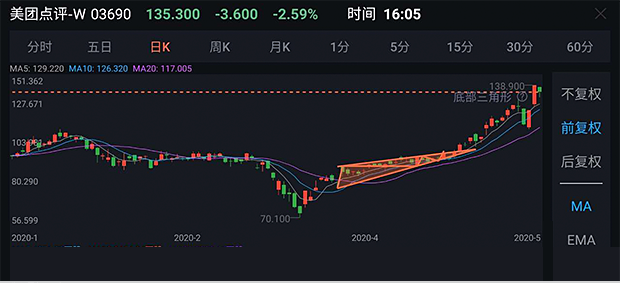 美团点评-W 03690 135.300 -3.600 -2.59% 时间 16:05
分时 五日 日K 周K 月K 1分 5分 15分 30分 60分
MA5: 129.220 MA10: 126.320 MA20: 117.005
151.362
138.900
底部三角形 ?
127.671
不复权
前复权
103.981
后复权
80.290
70.100
56.599
MA
2020-1 2020-2 2020-4 2020-5
EMA